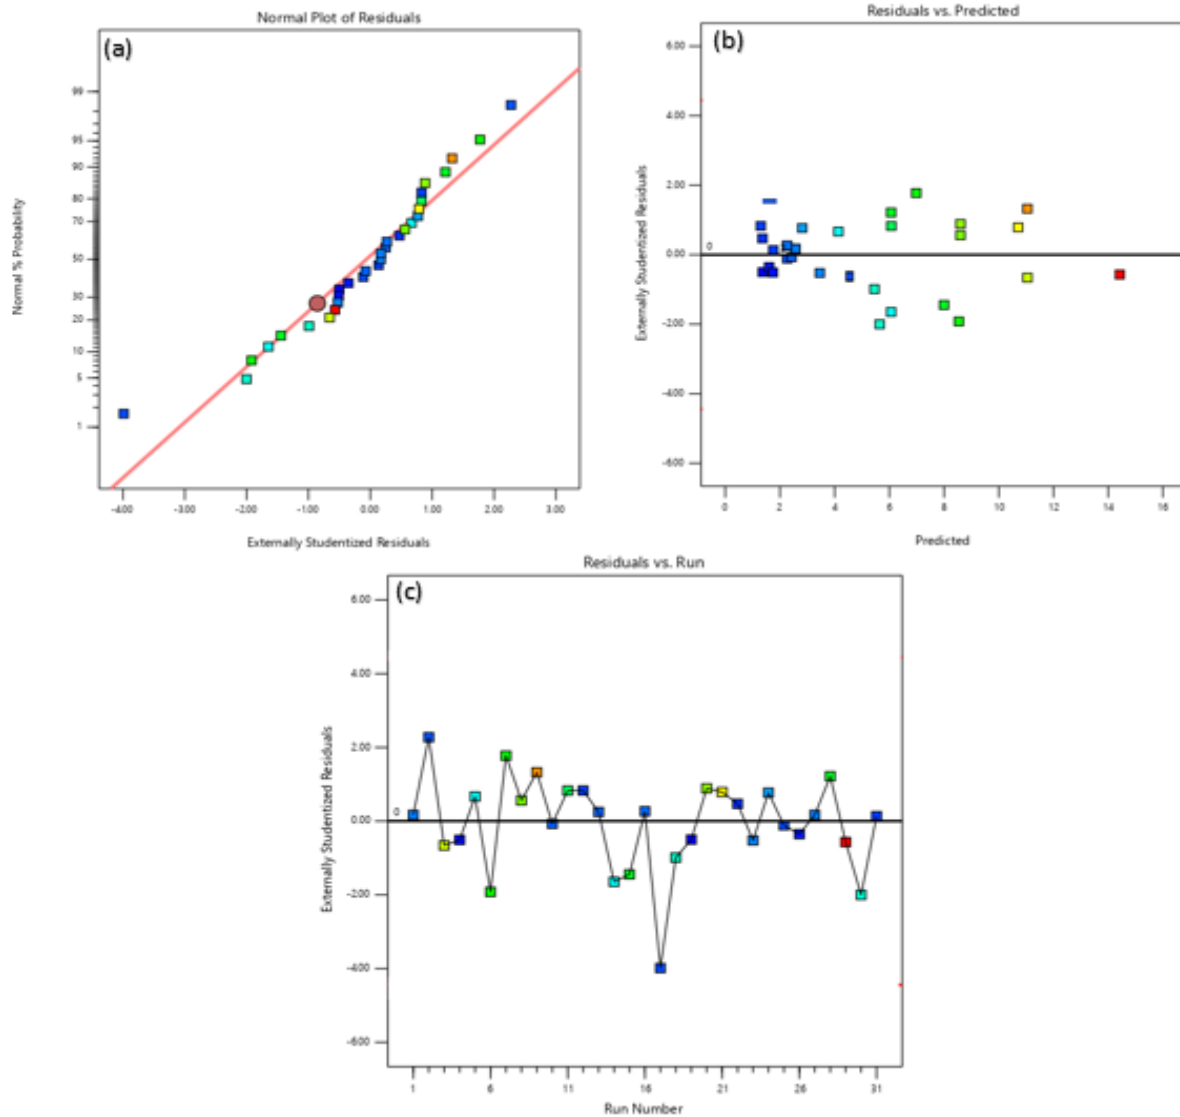 Normal Plot of Residuals
(a)
99
95
90
80
70
50
30
20
10
5
1
Normal % Probability
-4.00 -3.00 -2.00 -1.00 0.00 1.00 2.00 3.00
Externally Studentized Residuals
Residuals vs. Predicted
(b)
6.00
4.00
2.00
0.00
-2.00
-4.00
-6.00
0
Externally Studentized Residuals
0 2 4 6 8 10 12 14 16
Predicted
Residuals vs. Run
(c)
6.00
4.00
2.00
0.00
-2.00
-4.00
-6.00
0
Externally Studentized Residuals
1 6 11 16 21 26 31
Run Number